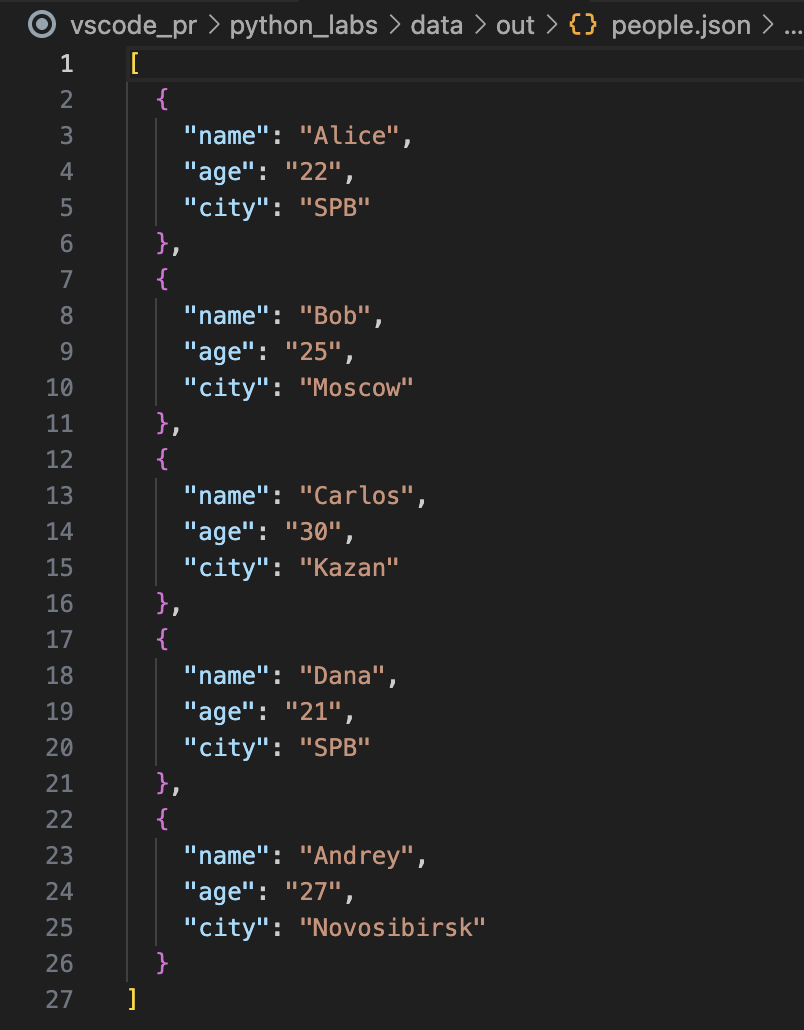 vscode_pr > python_labs > data > out > {} people.json > ...
1 [
2 {
3 "name": "Alice",
4 "age": "22",
5 "city": "SPB"
6 },
7 {
8 "name": "Bob",
9 "age": "25",
10 "city": "Moscow"
11 },
12 {
13 "name": "Carlos",
14 "age": "30",
15 "city": "Kazan"
16 },
17 {
18 "name": "Dana",
19 "age": "21",
20 "city": "SPB"
21 },
22 {
23 "name": "Andrey",
24 "age": "27",
25 "city": "Novosibirsk"
26 }
27 ]